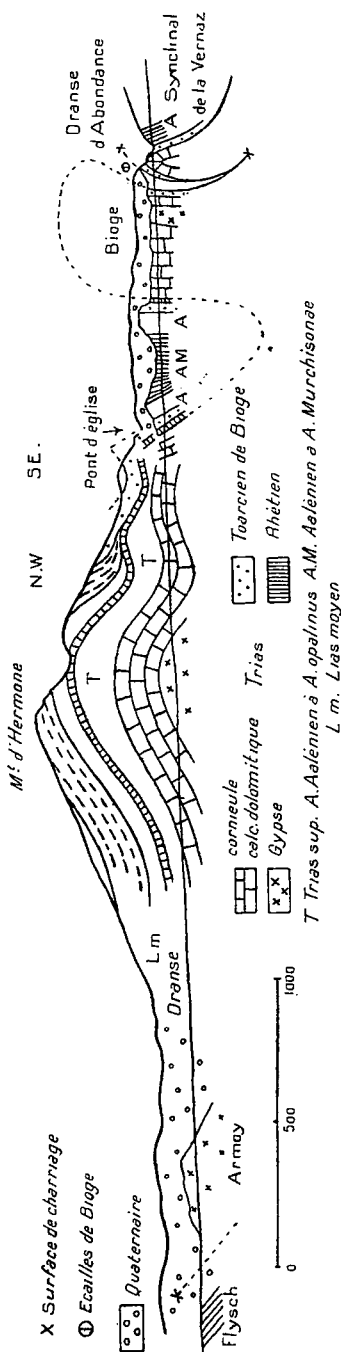 Mt d'Hermone
N.W
SE.
Pont d'église
Bioge
Dranse
d'Abondance
A Synclinal
de la Vernaz
T
T
A
AM
A
Lm
Dranse
Armoy
Flysch
X Surface de charriage
Ecailles de Bioge
Quaternaire
0 500 1000
cornieule
calc. dolomitique Trias
Gypse
Toarcien de Bioge
Rhétien
T Trias sup. A. Aalénien à A. opalinus A.M. Aalénien à A. Murchisonae
L m. Lias moyen